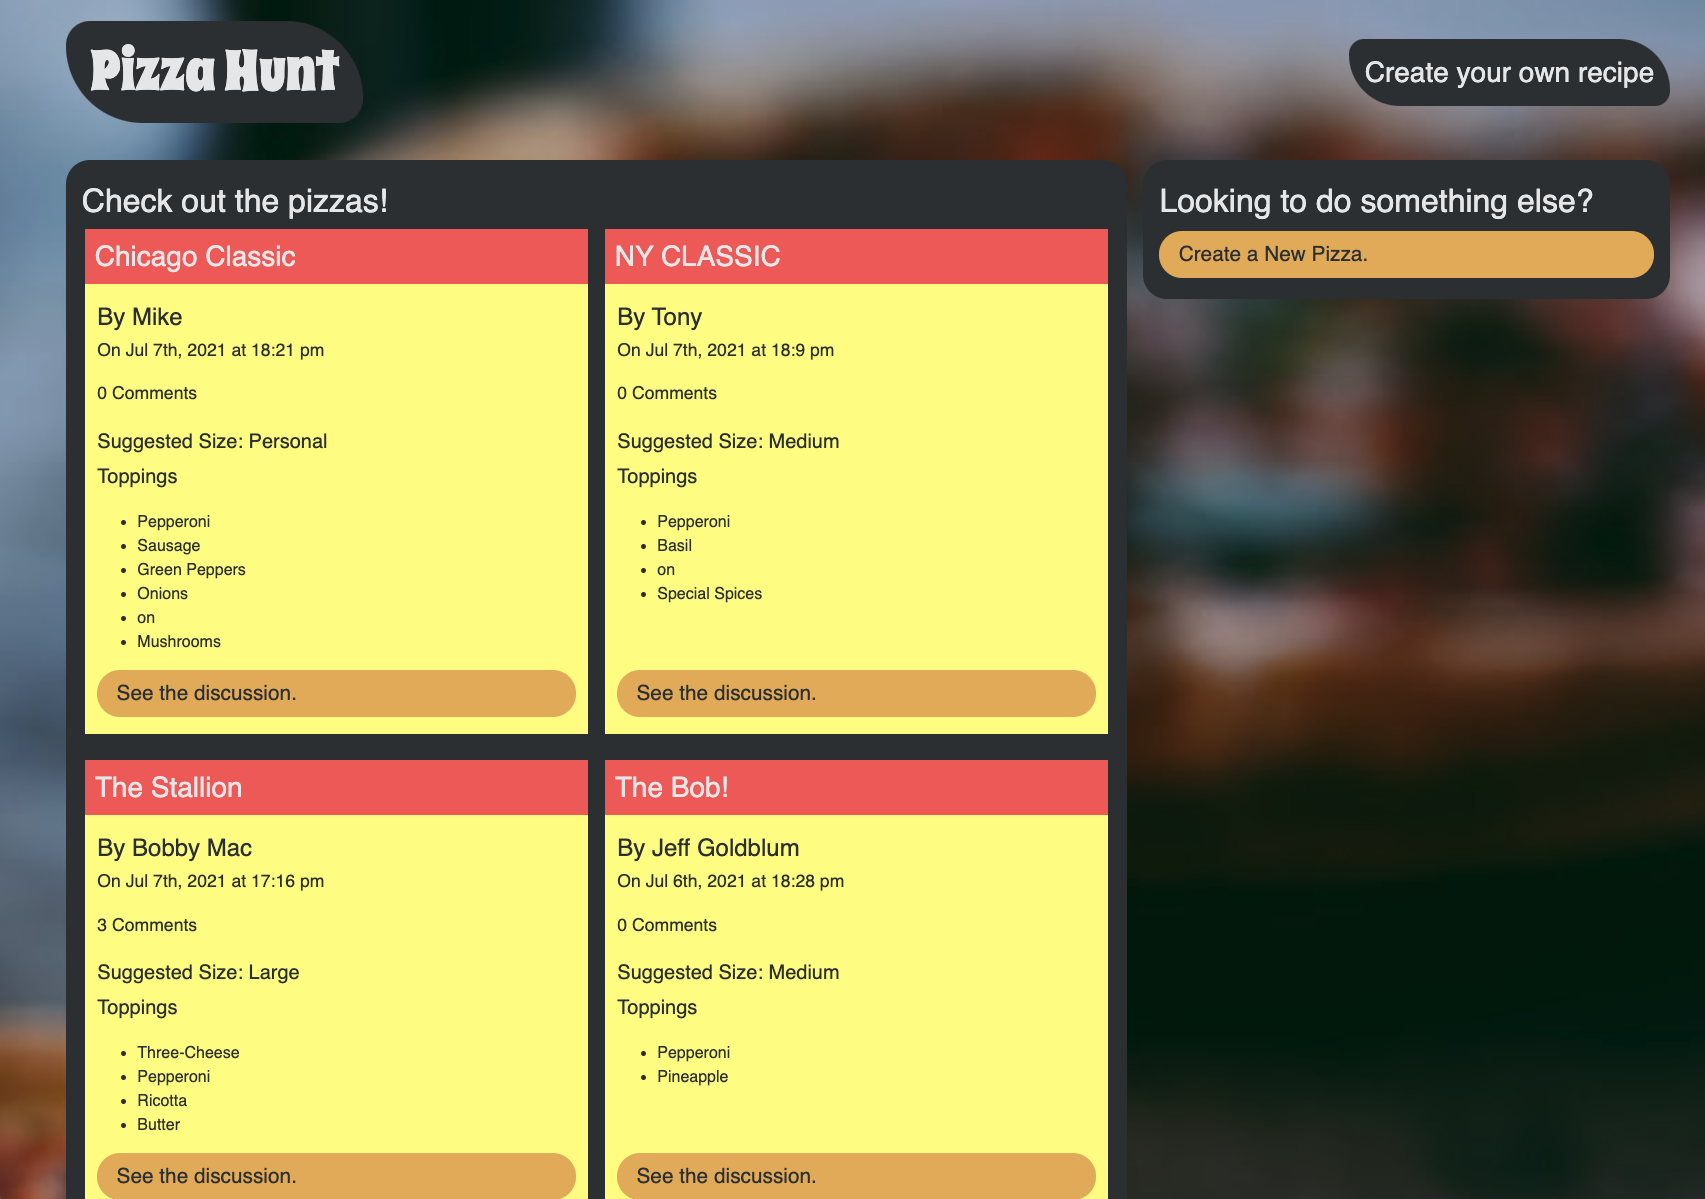 Pizza Hunt
Create your own recipe
Check out the pizzas!
Chicago Classic
By Mike
On Jul 7th, 2021 at 18:21 pm
0 Comments
Suggested Size: Personal
Toppings
Pepperoni
Sausage
Green Peppers
Onions
on
Mushrooms
See the discussion.
NY CLASSIC
By Tony
On Jul 7th, 2021 at 18:9 pm
0 Comments
Suggested Size: Medium
Toppings
Pepperoni
Basil
on
Special Spices
See the discussion.
The Stallion
By Bobby Mac
On Jul 7th, 2021 at 17:16 pm
3 Comments
Suggested Size: Large
Toppings
Three-Cheese
Pepperoni
Ricotta
Butter
See the discussion.
The Bob!
By Jeff Goldblum
On Jul 6th, 2021 at 18:28 pm
0 Comments
Suggested Size: Medium
Toppings
Pepperoni
Pineapple
See the discussion.
Looking to do something else?
Create a New Pizza.